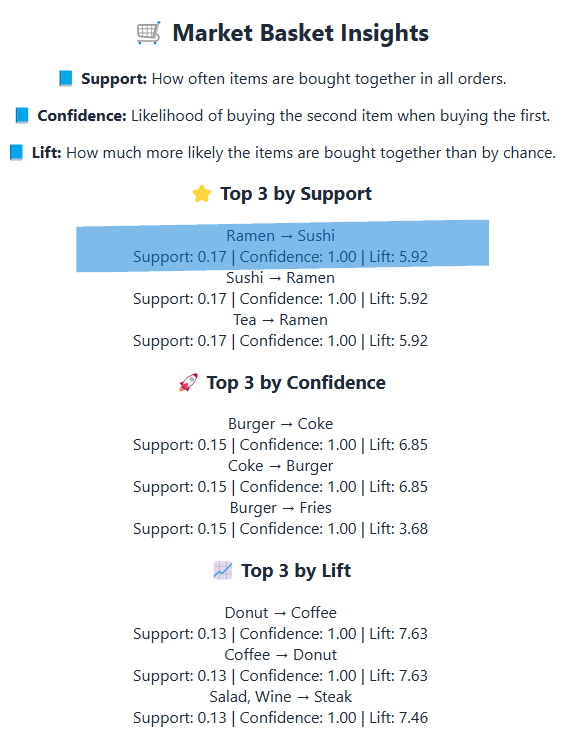 Market Basket Insights
Support: How often items are bought together in all orders.
Confidence: Likelihood of buying the second item when buying the first.
Lift: How much more likely the items are bought together than by chance.
Top 3 by Support
Ramen → Sushi
Support: 0.17 | Confidence: 1.00 | Lift: 5.92
Sushi → Ramen
Support: 0.17 | Confidence: 1.00 | Lift: 5.92
Tea → Ramen
Support: 0.17 | Confidence: 1.00 | Lift: 5.92
Top 3 by Confidence
Burger → Coke
Support: 0.15 | Confidence: 1.00 | Lift: 6.85
Coke → Burger
Support: 0.15 | Confidence: 1.00 | Lift: 6.85
Burger → Fries
Support: 0.15 | Confidence: 1.00 | Lift: 3.68
Top 3 by Lift
Donut → Coffee
Support: 0.13 | Confidence: 1.00 | Lift: 7.63
Coffee → Donut
Support: 0.13 | Confidence: 1.00 | Lift: 7.63
Salad, Wine → Steak
Support: 0.13 | Confidence: 1.00 | Lift: 7.46